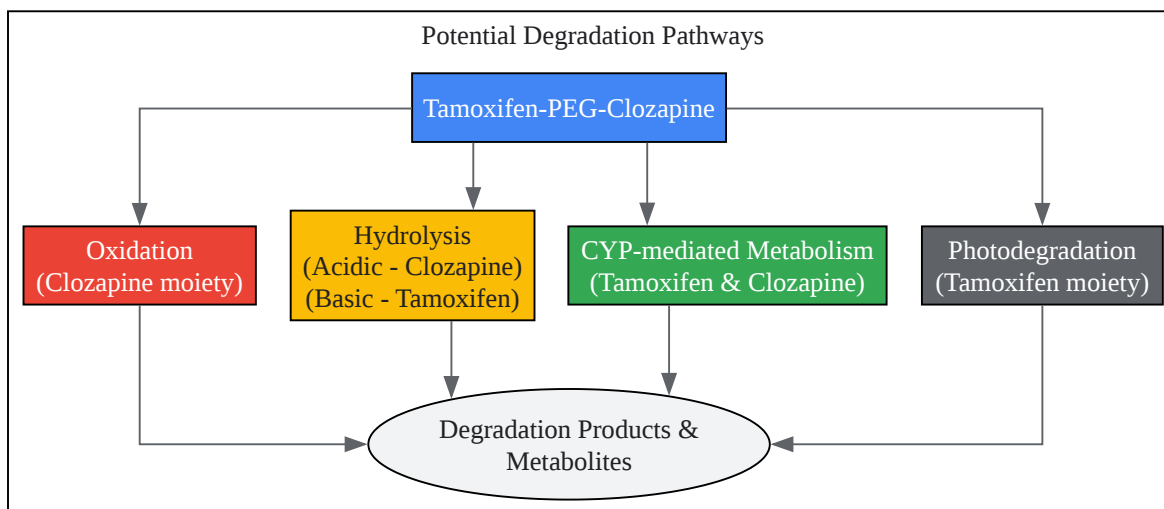 Potential Degradation Pathways
Tamoxifen-PEG-Clozapine
Oxidation
(Clozapine moiety)
Hydrolysis
(Acidic - Clozapine)
(Basic - Tamoxifen)
CYP-mediated Metabolism
(Tamoxifen & Clozapine)
Photodegradation
(Tamoxifen moiety)
Degradation Products &
Metabolites